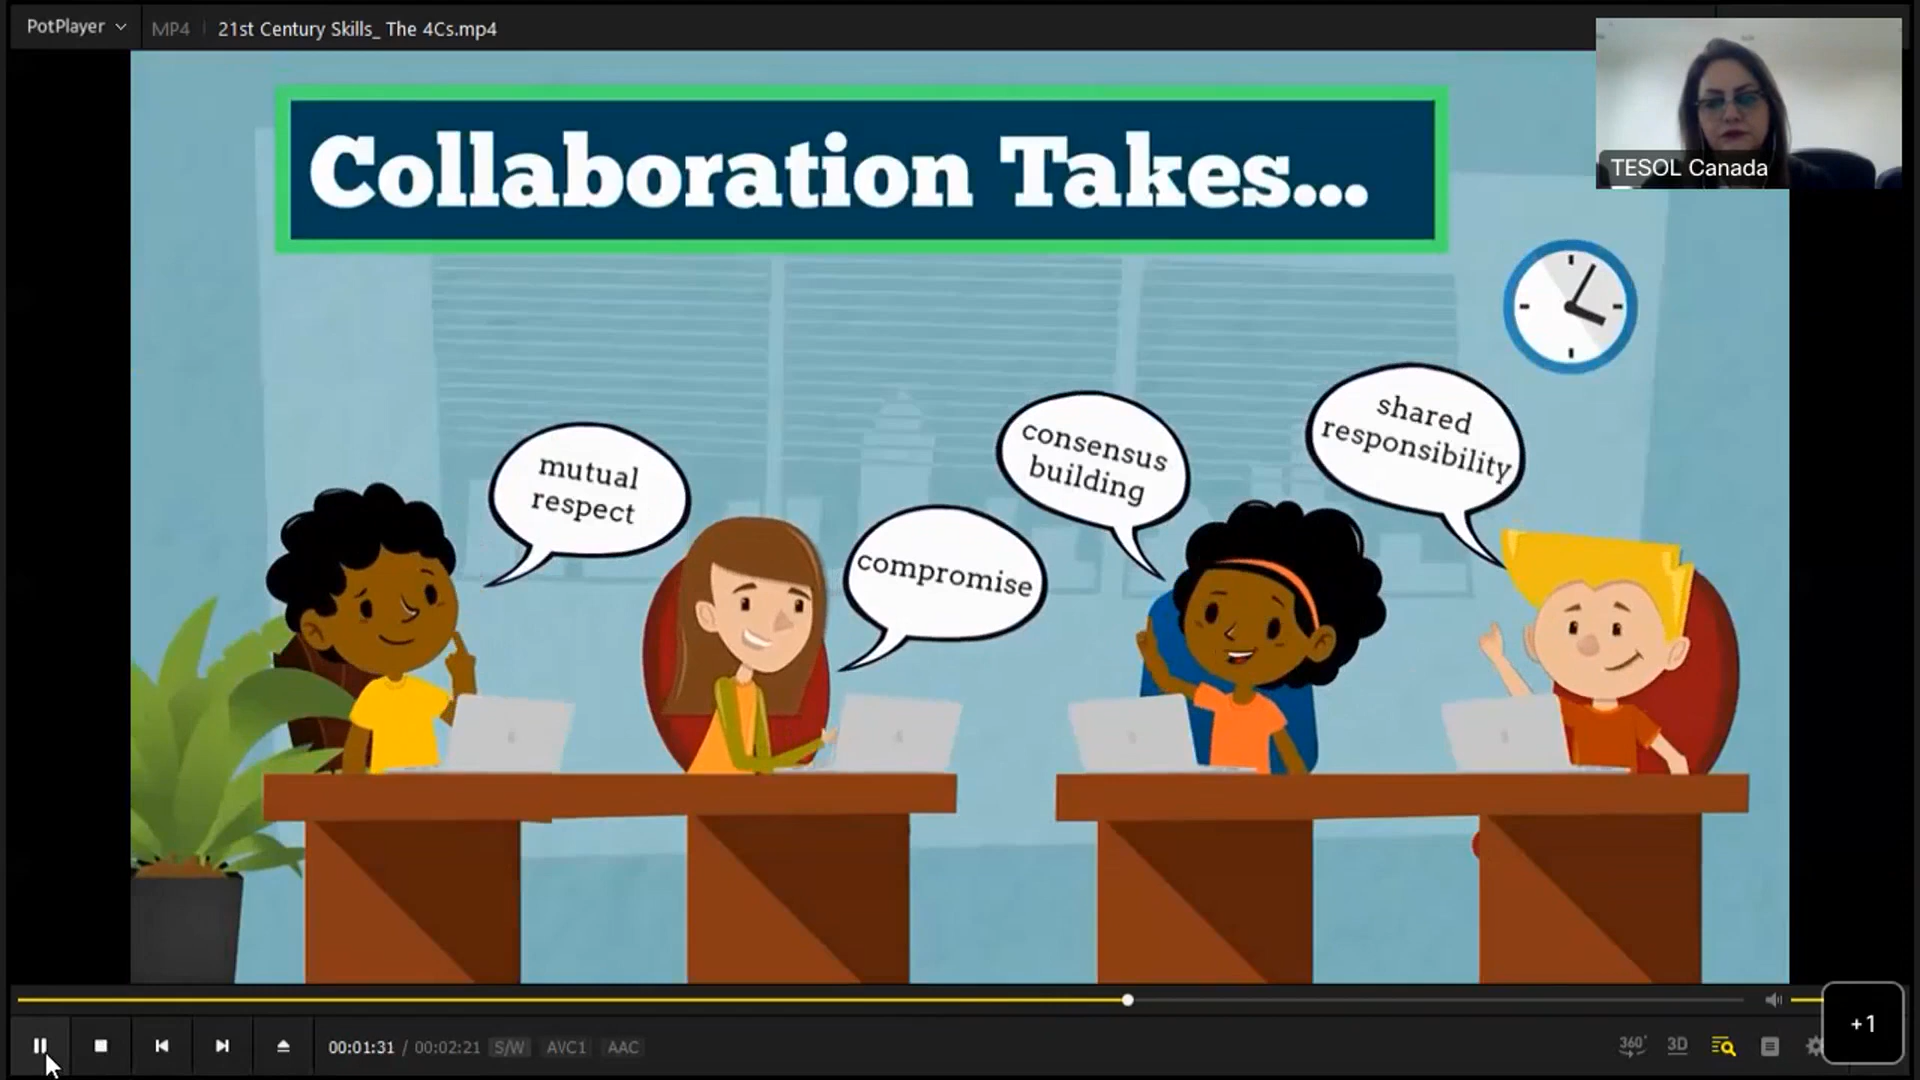 PotPlayer
MP4
21st Century Skills_ The 4Cs.mp4
TESOL Canada
Collaboration Takes...
mutual
respect
compromise
consensus
building
shared
responsibility
00:01:31 / 00:02:21 S/W AVC1 AAC
360°
3D
+1